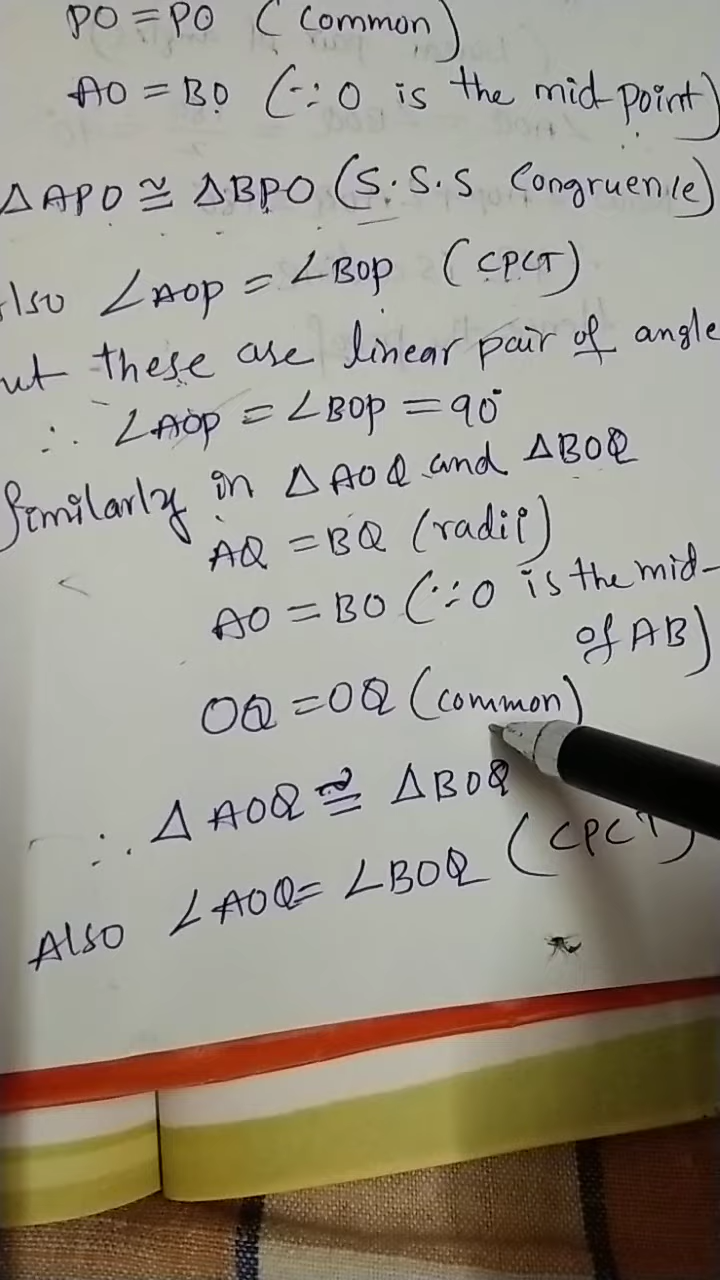 PO = PO (Common)
AO = BO (∵ O is the mid-point)
ΔAPO ≅ ΔBPO (S.S.S Congruence)
Also ∠AOP = ∠BOP (CPCT)
ut these are linear pair of angle
∴ ∠AOP = ∠BOP = 90°
Similarly in ΔAOQ and ΔBOQ
AQ = BQ (radii)
AO = BO (∵ O is the mid-
of AB)
OQ = OQ (common)
∴ ΔAOQ ≅ ΔBOQ
Also ∠AOQ = ∠BOQ (CPCT)